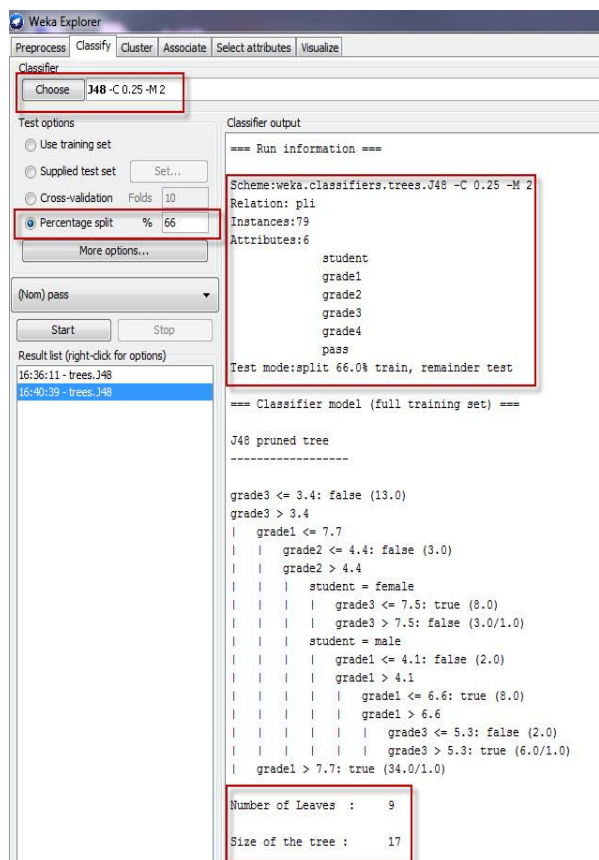 Weka Explorer
Preprocess Classify Cluster Associate Select attributes Visualize
Classifier
Choose J48 -C 0.25 -M 2
Test options
Use training set
Supplied test set Set...
Cross-validation Folds 10
Percentage split % 66
More options...
(Nom) pass
Start Stop
Result list (right-click for options)
16:36:11 - trees.J48
16:40:39 - trees.J48
Classifier output
=== Run information ===
Scheme:weka.classifiers.trees.J48 -C 0.25 -M 2
Relation: pli
Instances:79
Attributes:6
student
grade1
grade2
grade3
grade4
pass
Test mode:split 66.0% train, remainder test
=== Classifier model (full training set) ===
J48 pruned tree
------------------
grade3 <= 3.4: false (13.0)
grade3 > 3.4
|   grade1 <= 7.7
|   |   grade2 <= 4.4: false (3.0)
|   |   grade2 > 4.4
|   |   |   student = female
|   |   |   |   grade3 <= 7.5: true (8.0)
|   |   |   |   grade3 > 7.5: false (3.0/1.0)
|   |   |   student = male
|   |   |   |   grade1 <= 4.1: false (2.0)
|   |   |   |   grade1 > 4.1
|   |   |   |   |   grade1 <= 6.6: true (8.0)
|   |   |   |   |   grade1 > 6.6
|   |   |   |   |   |   grade3 <= 5.3: false (2.0)
|   |   |   |   |   |   grade3 > 5.3: true (6.0/1.0)
|   grade1 > 7.7: true (34.0/1.0)
Number of Leaves  :     9
Size of the tree :     17